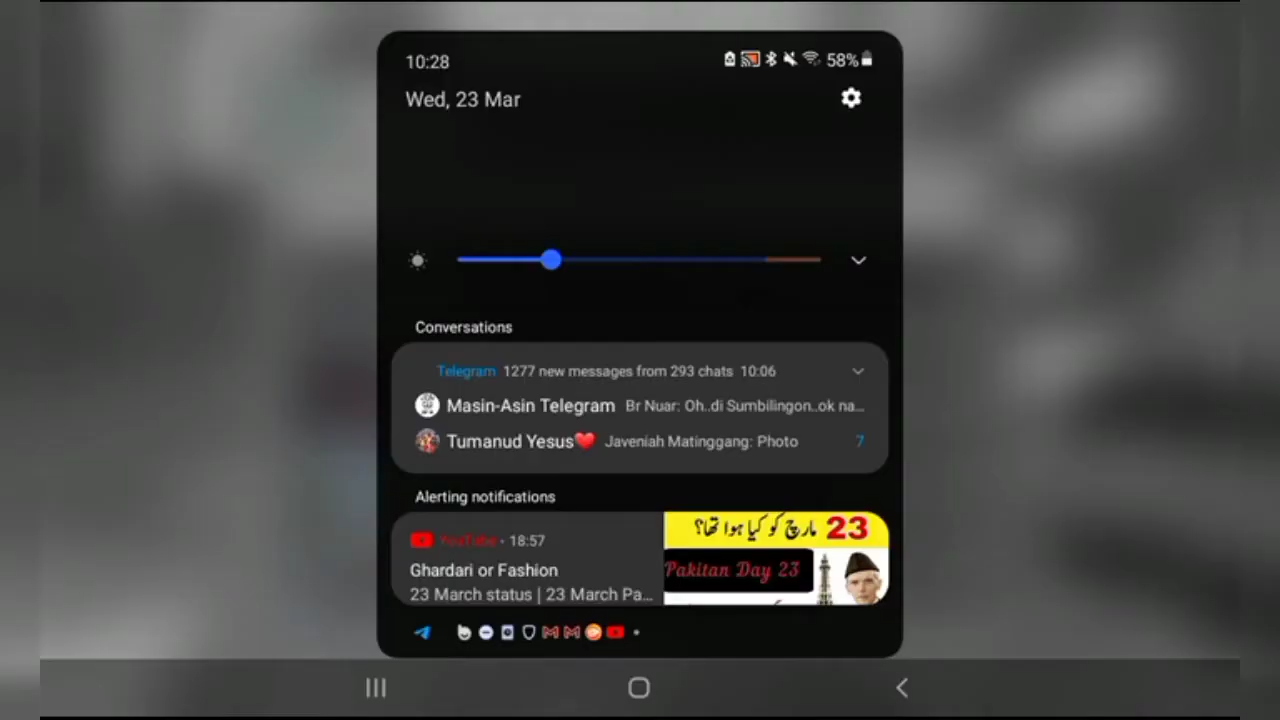 10:28 58%
Wed, 23 Mar
Conversations
Telegram 1277 new messages from 293 chats 10:06
Masin-Asin Telegram Br Nuar: Oh..di Sumbilingon..ok na...
Tumanud Yesus❤️ Javeniah Matinggang: Photo 7
Alerting notifications
YouTube • 18:57
Ghardari or Fashion
23 March status | 23 March Pa...
23 مارچ کو کیا ہوا تھا؟
Pakitan Day 23